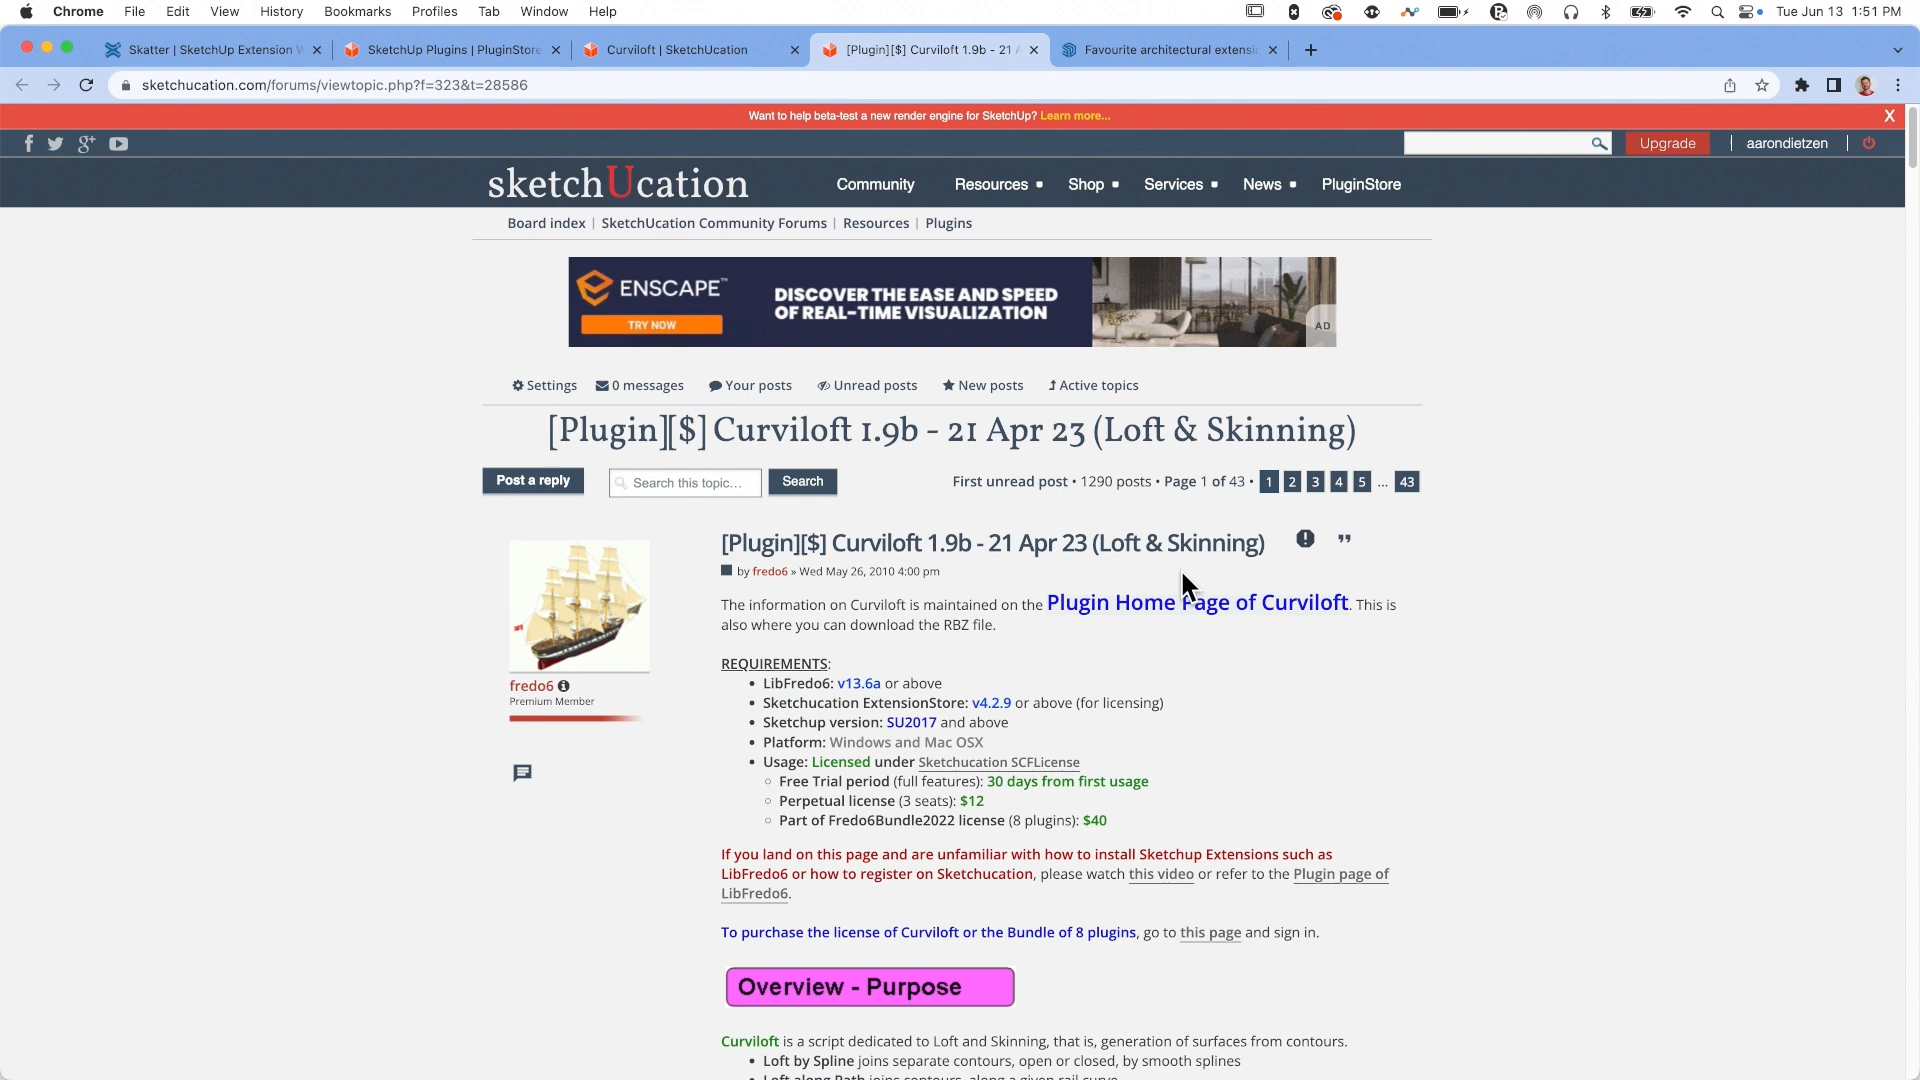 Chrome File Edit View History Bookmarks Profiles Tab Window Help Tue Jun 13 1:51 PM
Skatter | SketchUp Extension SketchUp Plugins | PluginStore Curviloft | SketchUcation [Plugin][$] Curviloft 1.9b - 21 Favourite architectural extensi
sketchucation.com/forums/viewtopic.php?f=323&t=28586
Want to help beta-test a new render engine for SketchUp? Learn more... X
Upgrade | aarondietzen |
sketchUcation Community Resources Shop Services News PluginStore
Board index | SketchUcation Community Forums | Resources | Plugins
ENSCAPE™
TRY NOW
DISCOVER THE EASE AND SPEED
OF REAL-TIME VISUALIZATION
AD
Settings 0 messages Your posts Unread posts New posts Active topics
[Plugin][$] Curviloft 1.9b - 21 Apr 23 (Loft & Skinning)
Post a reply Search this topic... Search First unread post • 1290 posts • Page 1 of 43 • 1 2 3 4 5 ... 43
[Plugin][$] Curviloft 1.9b - 21 Apr 23 (Loft & Skinning)
by fredo6 » Wed May 26, 2010 4:00 pm
The information on Curviloft is maintained on the Plugin Home Page of Curviloft. This is
also where you can download the RBZ file.
fredo6
Premium Member
REQUIREMENTS:
• LibFredo6: v13.6a or above
• Sketchucation ExtensionStore: v4.2.9 or above (for licensing)
• Sketchup version: SU2017 and above
• Platform: Windows and Mac OSX
• Usage: Licensed under Sketchucation SCFLicense
○ Free Trial period (full features): 30 days from first usage
○ Perpetual license (3 seats): $12
○ Part of Fredo6Bundle2022 license (8 plugins): $40
If you land on this page and are unfamiliar with how to install Sketchup Extensions such as
LibFredo6 or how to register on Sketchucation, please watch this video or refer to the Plugin page of
LibFredo6.
To purchase the license of Curviloft or the Bundle of 8 plugins, go to this page and sign in.
Overview - Purpose
Curviloft is a script dedicated to Loft and Skinning, that is, generation of surfaces from contours.
• Loft by Spline joins separate contours, open or closed, by smooth splines
• Loft along Path joins contours, along a given rail curve